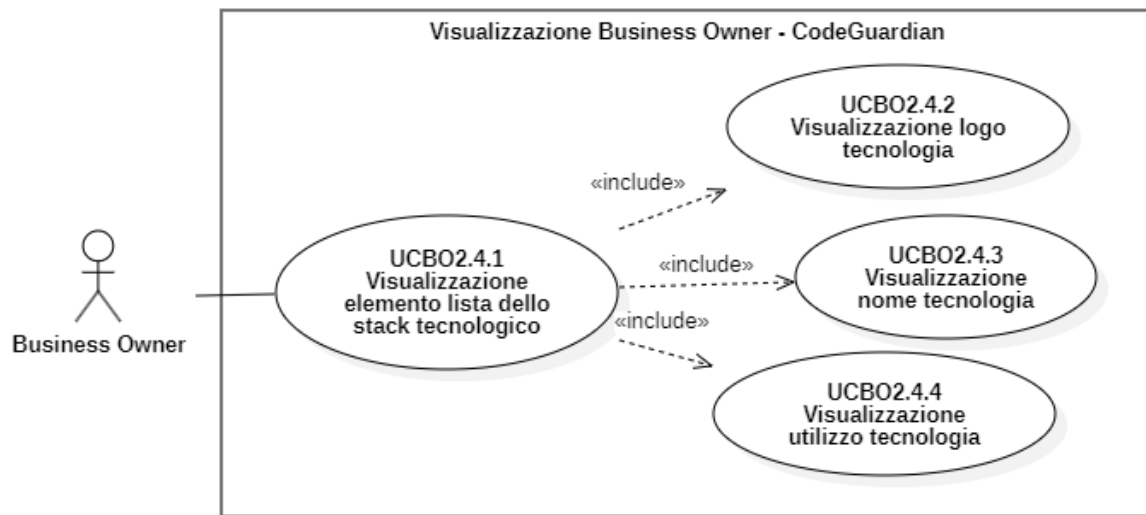 Visualizzazione Business Owner - CodeGuardian
UCBO2.4.2
Visualizzazione logo
tecnologia
«include»
UCBO2.4.1
Visualizzazione
elemento lista dello
stack tecnologico
«include»
UCBO2.4.3
Visualizzazione
nome tecnologia
«include»
Business Owner
UCBO2.4.4
Visualizzazione
utilizzo tecnologia